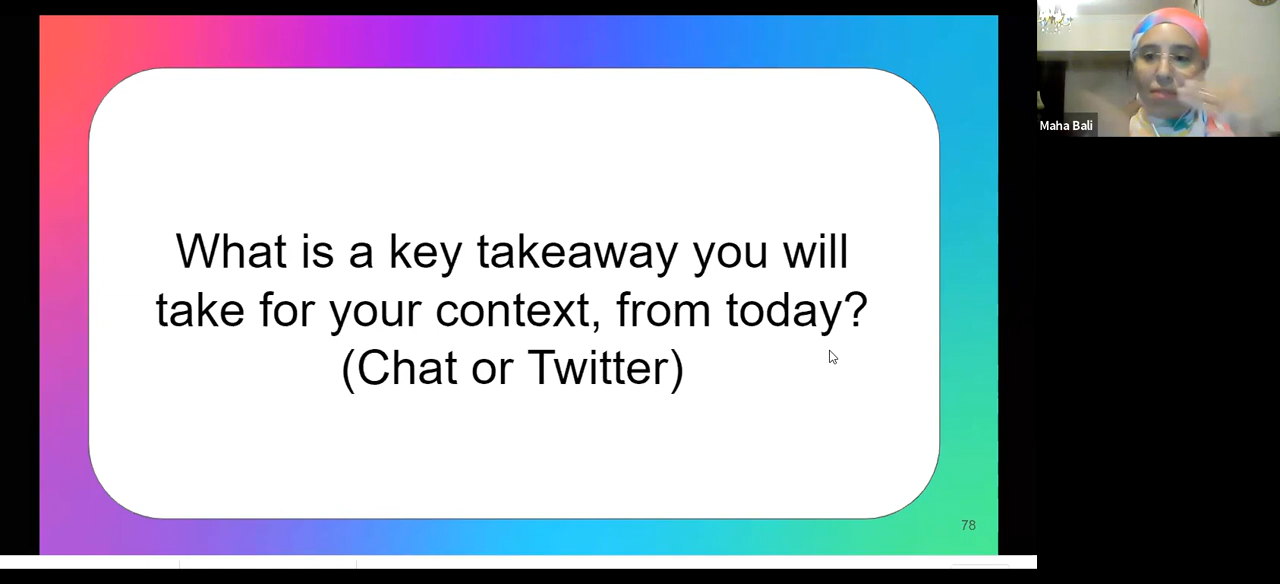 What is a key takeaway you will
take for your context, from today?
(Chat or Twitter)
78
Maha Bali